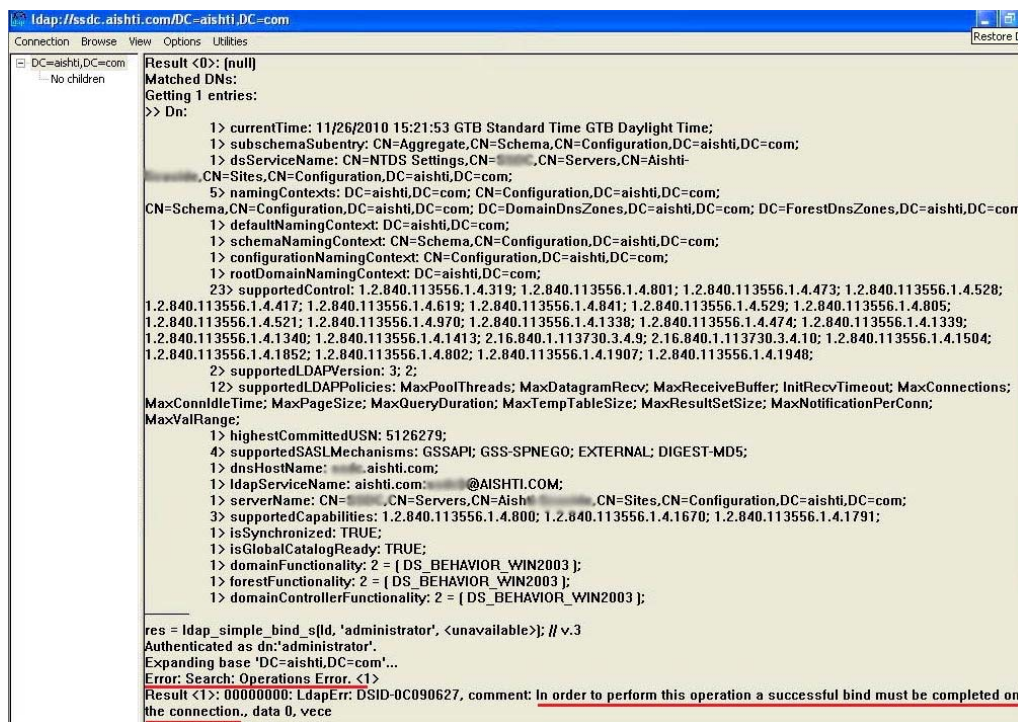 ldap://ssdc.aishti.com/DC=aishti,DC=com
Connection Browse View Options Utilities
Restore D
DC=aishti,DC=com
No children
Result <0>: (null)
Matched DNs:
Getting 1 entries:
>> Dn:
1> currentTime: 11/26/2010 15:21:53 GTB Standard Time GTB Daylight Time;
1> subschemaSubentry: CN=Aggregate,CN=Schema,CN=Configuration,DC=aishti,DC=com;
1> dsServiceName: CN=NTDS Settings,CN= ,CN=Servers,CN=Aishti-
,CN=Sites,CN=Configuration,DC=aishti,DC=com;
5> namingContexts: DC=aishti,DC=com; CN=Configuration,DC=aishti,DC=com;
CN=Schema,CN=Configuration,DC=aishti,DC=com; DC=DomainDnsZones,DC=aishti,DC=com; DC=ForestDnsZones,DC=aishti,DC=com
1> defaultNamingContext: DC=aishti,DC=com;
1> schemaNamingContext: CN=Schema,CN=Configuration,DC=aishti,DC=com;
1> configurationNamingContext: CN=Configuration,DC=aishti,DC=com;
1> rootDomainNamingContext: DC=aishti,DC=com;
23> supportedControl: 1.2.840.113556.1.4.319; 1.2.840.113556.1.4.801; 1.2.840.113556.1.4.473; 1.2.840.113556.1.4.528;
1.2.840.113556.1.4.417; 1.2.840.113556.1.4.619; 1.2.840.113556.1.4.841; 1.2.840.113556.1.4.529; 1.2.840.113556.1.4.805;
1.2.840.113556.1.4.521; 1.2.840.113556.1.4.970; 1.2.840.113556.1.4.1338; 1.2.840.113556.1.4.474; 1.2.840.113556.1.4.1339;
1.2.840.113556.1.4.1340; 1.2.840.113556.1.4.1413; 2.16.840.1.113730.3.4.9; 2.16.840.1.113730.3.4.10; 1.2.840.113556.1.4.1504;
1.2.840.113556.1.4.1852; 1.2.840.113556.1.4.802; 1.2.840.113556.1.4.1907; 1.2.840.113556.1.4.1948;
2> supportedLDAPVersion: 3; 2;
12> supportedLDAPPolicies: MaxPoolThreads; MaxDatagramRecv; MaxReceiveBuffer; InitRecvTimeout; MaxConnections;
MaxConnIdleTime; MaxPageSize; MaxQueryDuration; MaxTempTableSize; MaxResultSetSize; MaxNotificationPerConn;
MaxValRange;
1> highestCommittedUSN: 5126279;
4> supportedSASLMechanisms: GSSAPI; GSS-SPNEGO; EXTERNAL; DIGEST-MD5;
1> dnsHostName: .aishti.com;
1> ldapServiceName: aishti.com: @AISHTI.COM;
1> serverName: CN= ,CN=Servers,CN=Aisht ,CN=Sites,CN=Configuration,DC=aishti,DC=com;
3> supportedCapabilities: 1.2.840.113556.1.4.800; 1.2.840.113556.1.4.1670; 1.2.840.113556.1.4.1791;
1> isSynchronized: TRUE;
1> isGlobalCatalogReady: TRUE;
1> domainFunctionality: 2 = ( DS_BEHAVIOR_WIN2003 );
1> forestFunctionality: 2 = ( DS_BEHAVIOR_WIN2003 );
1> domainControllerFunctionality: 2 = ( DS_BEHAVIOR_WIN2003 );
res = ldap_simple_bind_s(ld, 'administrator', <unavailable>); // v.3
Authenticated as dn:'administrator'.
Expanding base 'DC=aishti,DC=com'...
Error: Search: Operations Error. <1>
Result <1>: 00000000: LdapErr: DSID-0C090627, comment: In order to perform this operation a successful bind must be completed on
the connection., data 0, vece